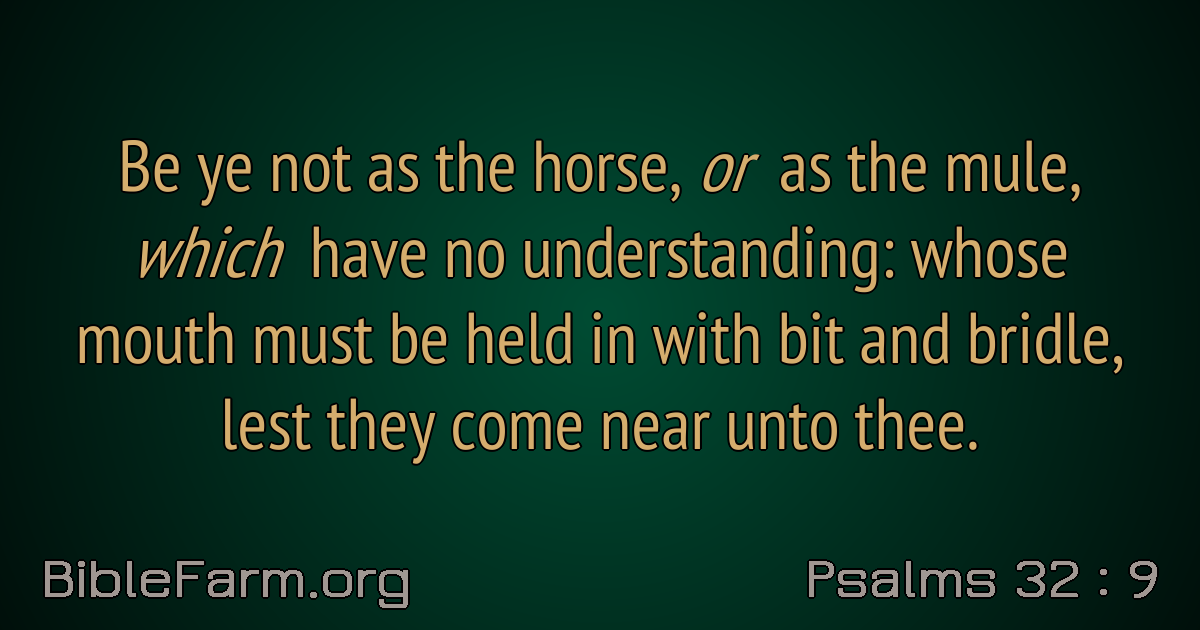 Be ye not as the horse, or as the mule,
which have no understanding: whose
mouth must be held in with bit and bridle,
lest they come near unto thee.
BibleFarm.org
Psalms 32 : 9